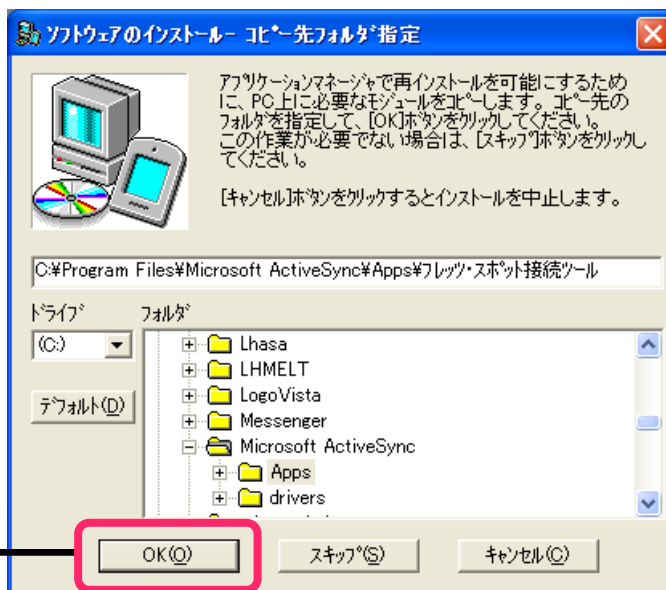 ソフトウェアのインストール - コピー先フォルダ指定
アプリケーションマネージャで再インストールを可能にするため
に、PC上に必要なモジュールをコピーします。コピー先の
フォルダを指定して、[OK]ボタンをクリックしてください。
この作業が必要でない場合は、[スキップ]ボタンをクリックし
てください。
[キャンセル]ボタンをクリックするとインストールを中止します。
C:¥Program Files¥Microsoft ActiveSync¥Apps¥フレッツ・スポット接続ツール
ドライブ フォルダ
(C:)
Lhasa
LHMELT
LogoVista
デフォルト(D)
Messenger
Microsoft ActiveSync
Apps
drivers
OK(O) スキップ(S) キャンセル(C)